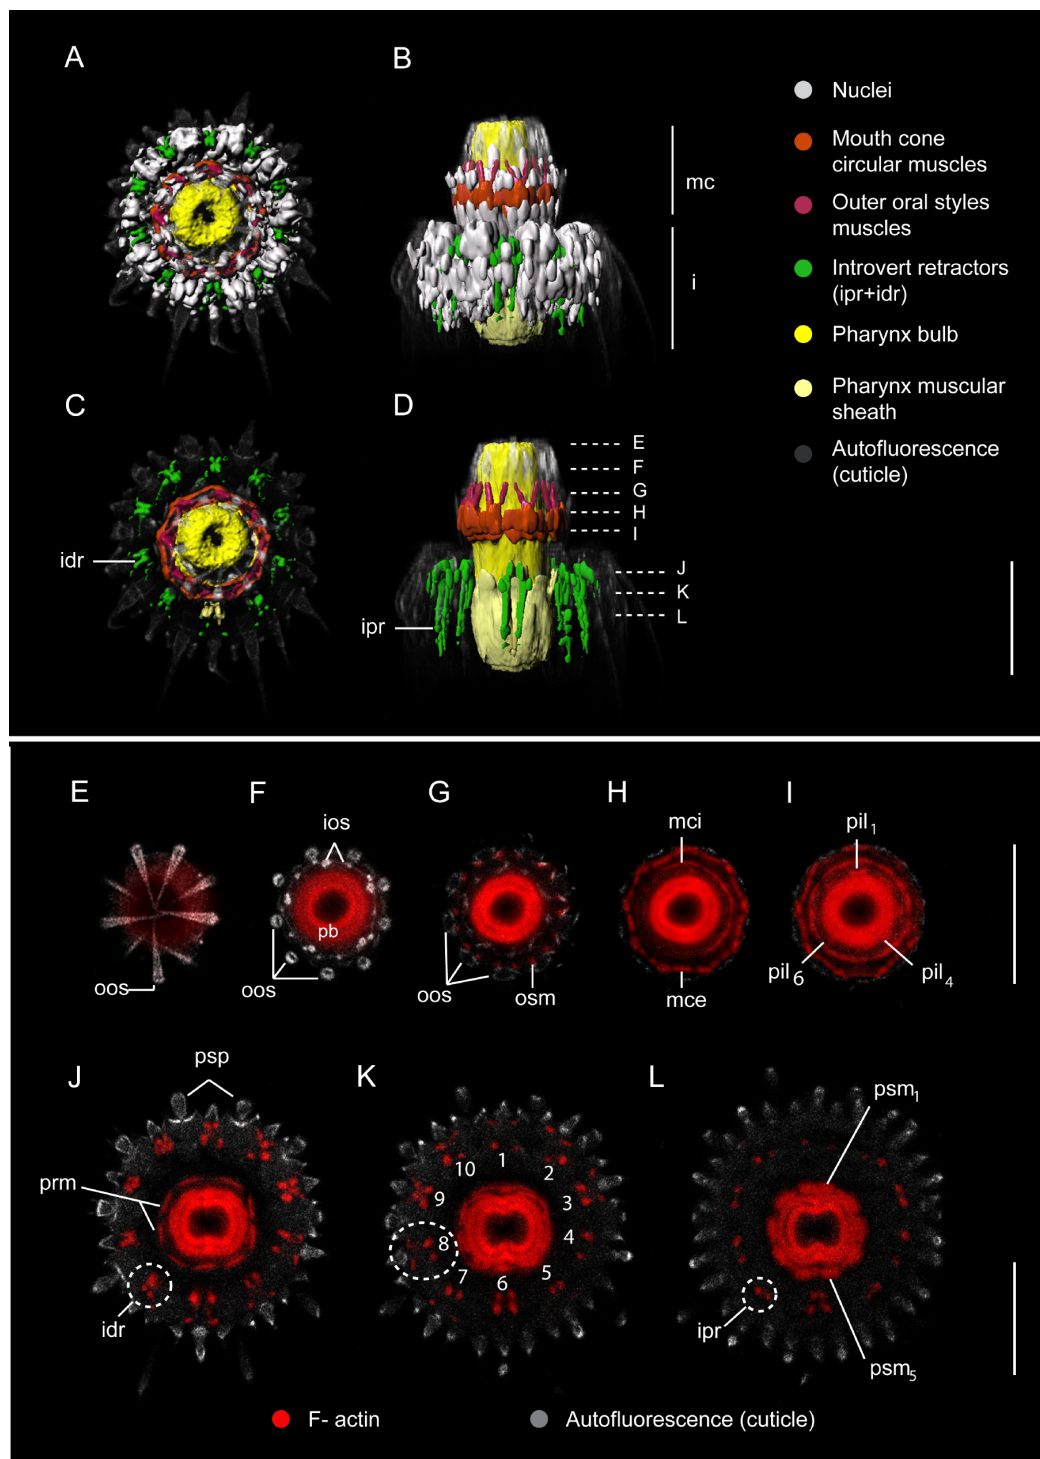 A
B
Nuclei
Mouth cone
circular muscles
Outer oral styles
muscles
Introvert retractors
(ipr+idr)
Pharynx bulb
Pharynx muscular
sheath
Autofluorescence
(cuticle)
mc
i
C
D
E
F
G
H
I
J
K
L
idr
ipr
E
F
G
H
I
ios
mci
pil1
pb
oos
oos
oos
osm
mce
pil6
pil4
J
K
L
psp
psm1
prm
10
1
2
9
3
8
4
7
6
5
idr
ipr
psm5
F- actin
Autofluorescence (cuticle)